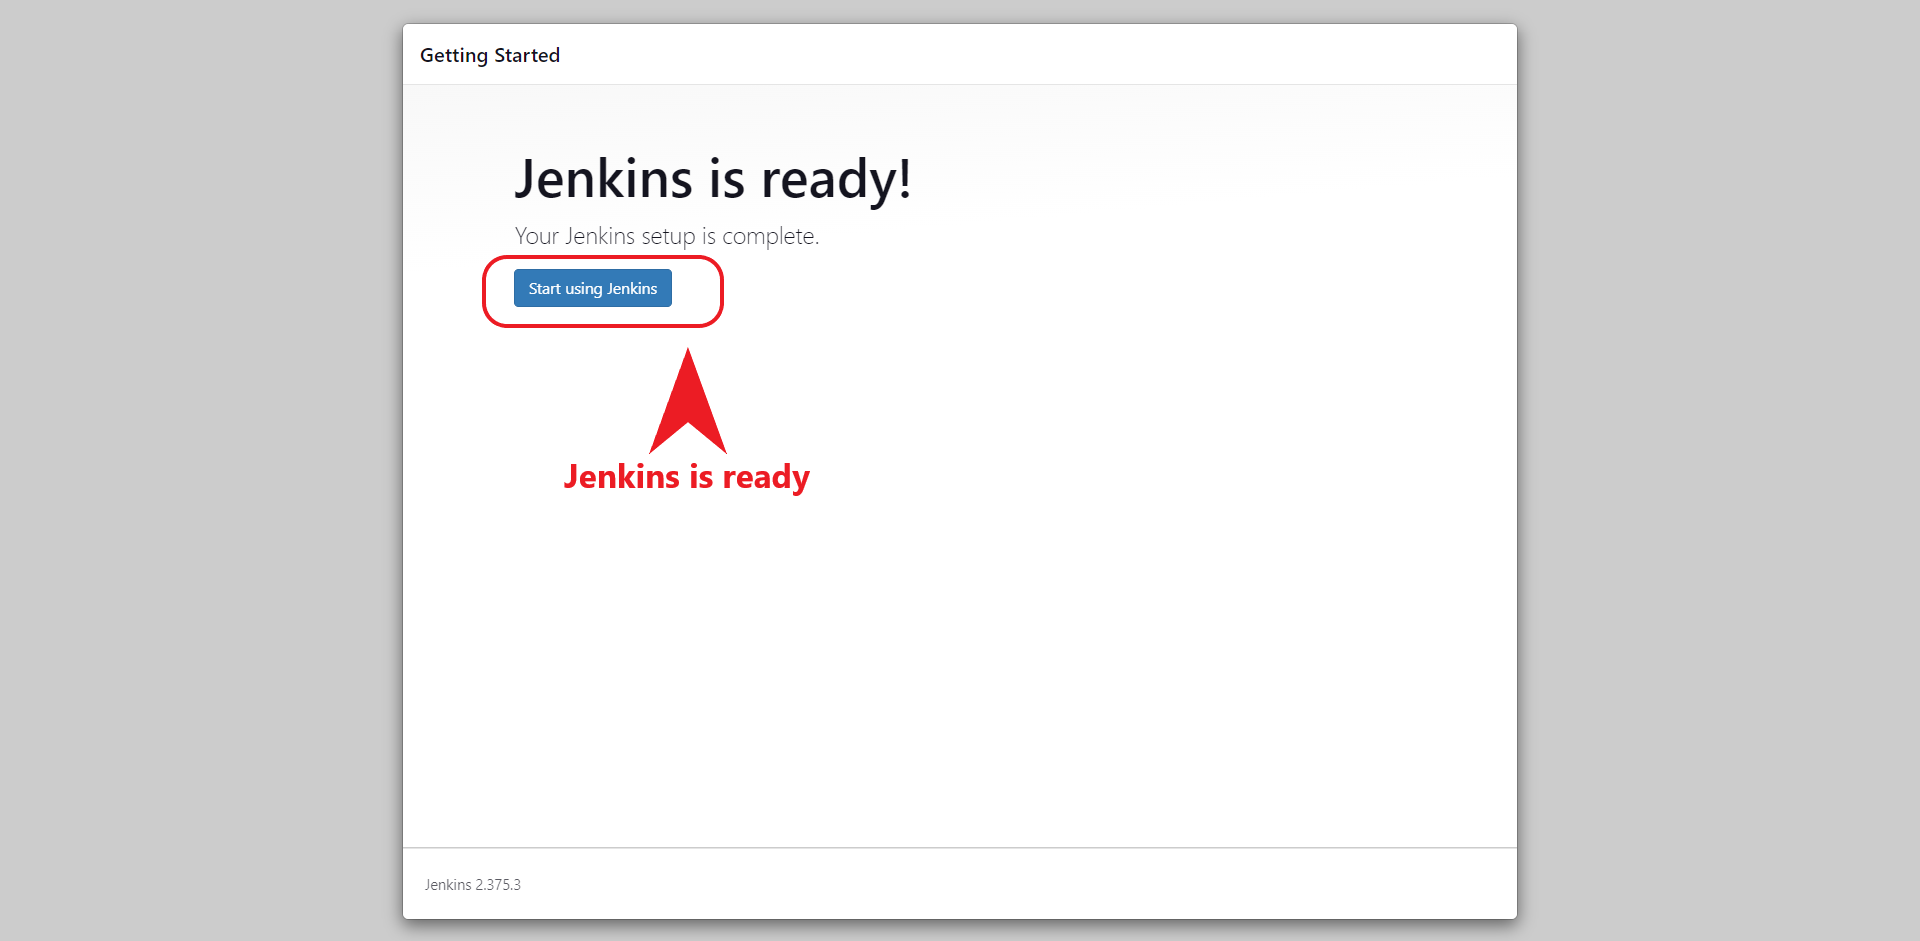 Getting Started
Jenkins is ready!
Your Jenkins setup is complete.
Start using Jenkins
Jenkins is ready
Jenkins 2.375.3